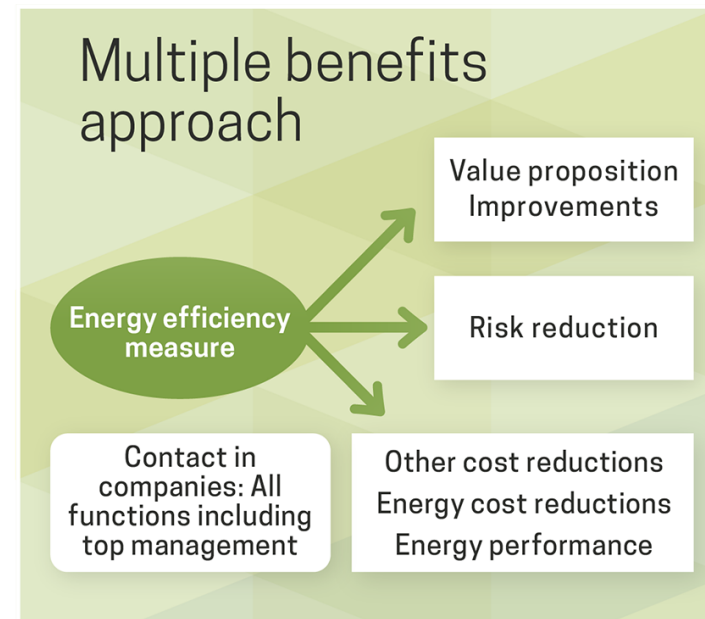 Multiple benefits
approach
Value proposition
Improvements
Energy efficiency
measure
Risk reduction
Contact in
companies: All
functions including
top management
Other cost reductions
Energy cost reductions
Energy performance